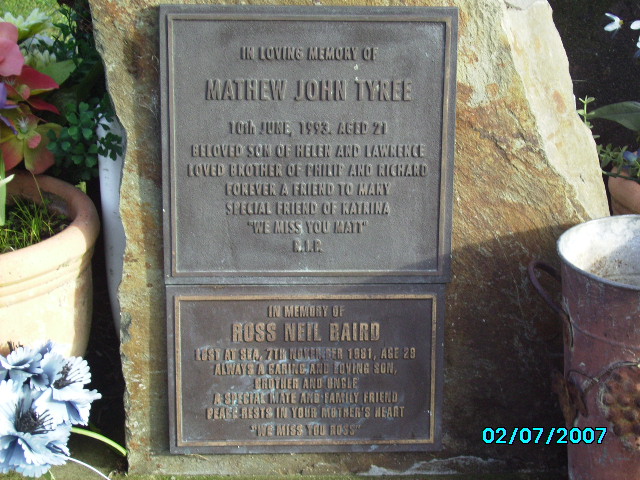 IN LOVING MEMORY OF
MATHEW JOHN TYREE
10th JUNE, 1993. AGED 21
BELOVED SON OF HELEN AND LAWRENCE
LOVED BROTHER OF PHILIP AND RICHARD
FOREVER A FRIEND TO MANY
SPECIAL FRIEND OF KATRINA
"WE MISS YOU MATT"
R.I.P.
IN MEMORY OF
ROSS NEIL BAIRD
LOST AT SEA, 7TH NOVEMBER 1981, AGE 28
ALWAYS A CARING AND LOVING SON,
BROTHER AND UNCLE
A SPECIAL MATE AND FAMILY FRIEND
PEACE RESTS IN YOUR MOTHER'S HEART
"WE MISS YOU ROSS"
02/07/2007